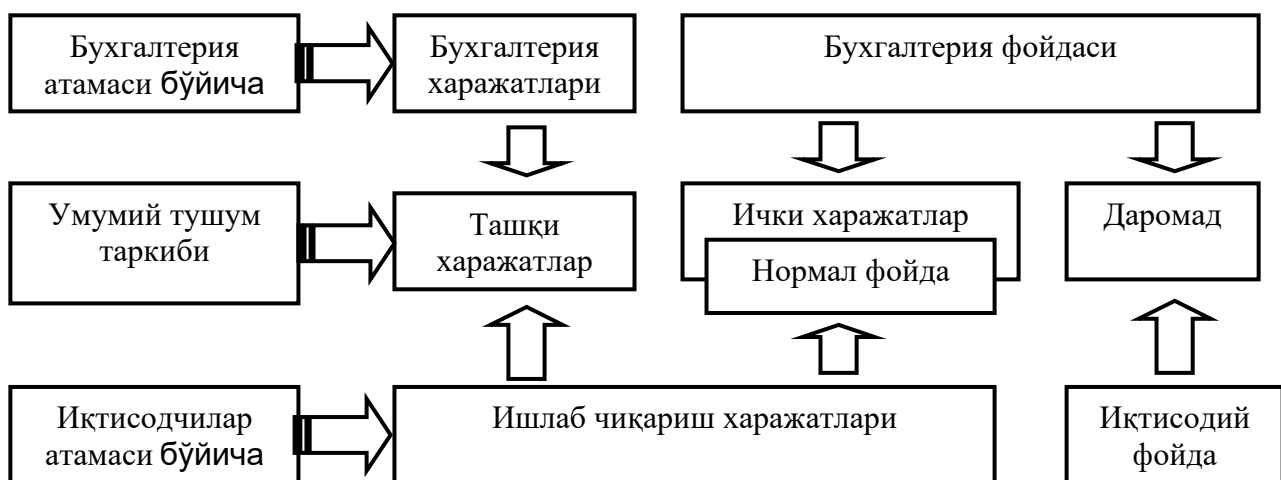 Бухгалтерия
атамаси бўйича
Бухгалтерия
харажатлари
Бухгалтерия фойдаси
Умумий тушум
таркиби
Ташқи
харажатлар
Ички харажатлар
Нормал фойда
Даромад
Иқтисодчилар
атамаси бўйича
Ишлаб чиқариш харажатлари
Иқтисодий
фойда